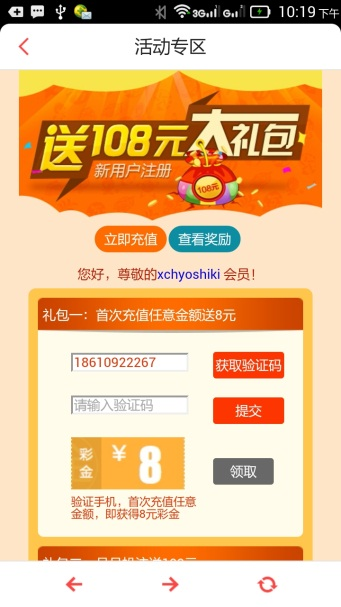 3G G 10:19 下午
活动专区
送108元大礼包
新用户注册
108元
立即充值 查看奖励
您好，尊敬的xchyoshiki 会员！
礼包一：首次充值任意金额送8元
18610922267 获取验证码
请输入验证码 提交
彩金 ¥ 8 领取
验证手机，首次充值任意
金额，即获得8元彩金